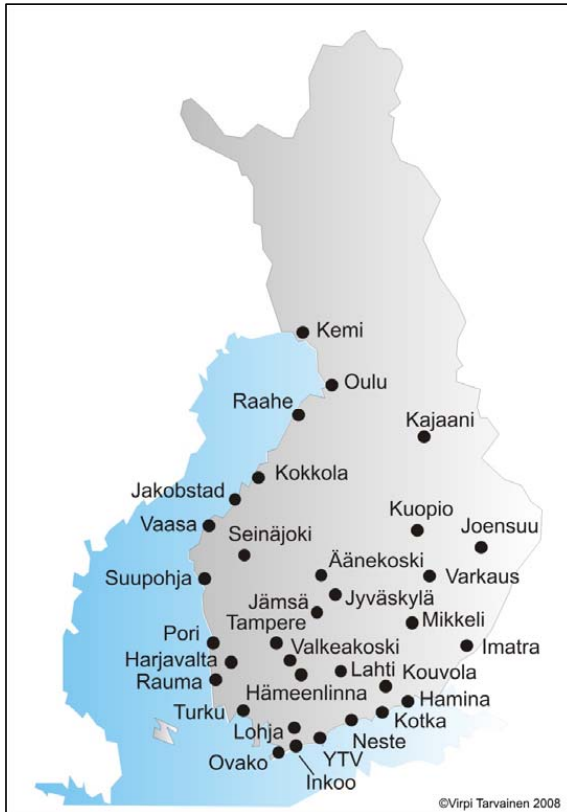 Kemi
Oulu
Raahe
Kajaani
Kokkola
Jakobstad
Kuopio
Vaasa
Joensuu
Seinäjoki
Äänekoski
Suupohja
Varkaus
Jyväskylä
Jämsä
Tampere
Mikkeli
Pori
Valkeakoski
Imatra
Harjavalta
Lahti
Kouvola
Rauma
Hämeenlinna
Hamina
Turku
Kotka
Lohja
Neste
YTV
Ovako
Inkoo
©Virpi Tarvainen 2008